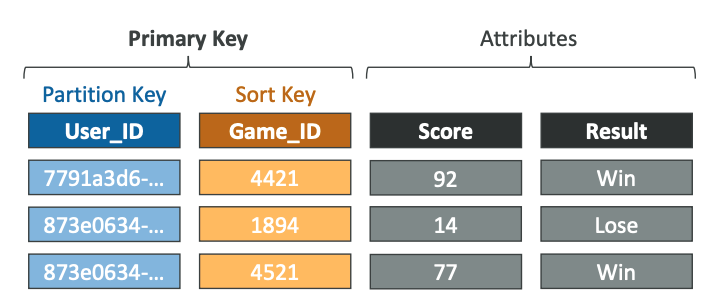 Primary Key Attributes
Partition Key Sort Key
User_ID Game_ID Score Result
7791a3d6-... 4421 92 Win
873e0634-... 1894 14 Lose
873e0634-... 4521 77 Win